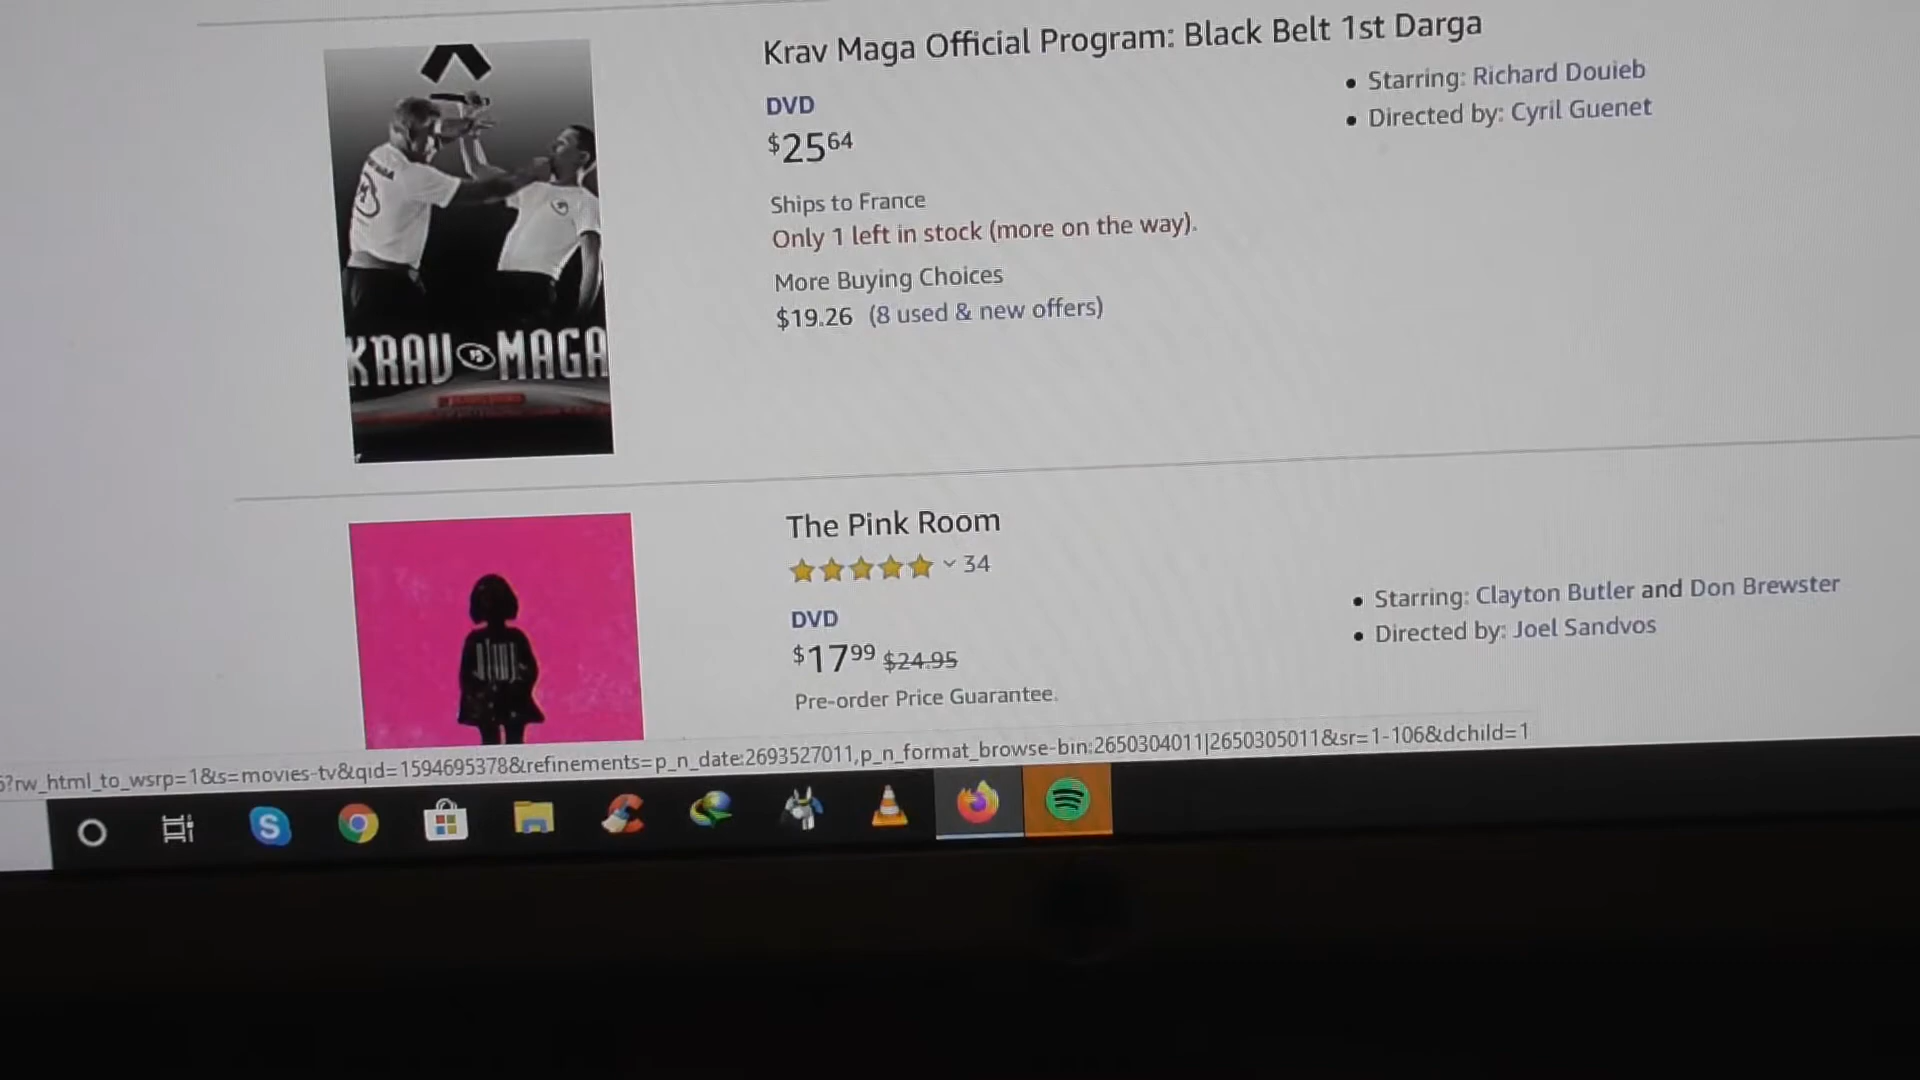 Krav Maga Official Program: Black Belt 1st Darga
DVD
$2564
Ships to France
Only 1 left in stock (more on the way).
More Buying Choices
$19.26 (8 used & new offers)
• Starring: Richard Douieb
• Directed by: Cyril Guenet
KRAV MAGA
The Pink Room
34
DVD
$1799 $24.95
Pre-order Price Guarantee.
• Starring: Clayton Butler and Don Brewster
• Directed by: Joel Sandvos
?rw_html_to_wsrp=1&s=movies-tv&qid=1594695378&refinements=p_n_date:2693527011,p_n_format_browse-bin:2650304011|2650305011&sr=1-106&dchild=1